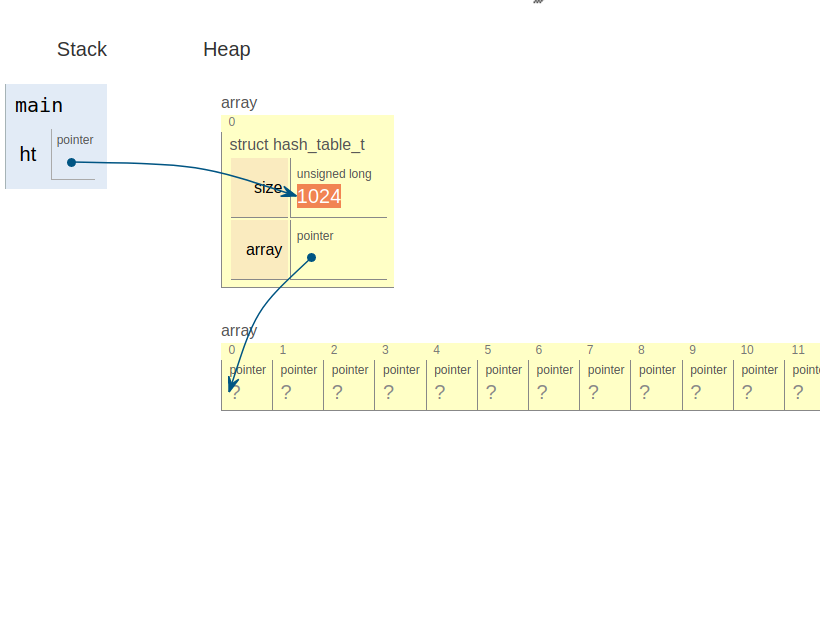 Stack Heap
main
ht pointer
array
0
struct hash_table_t
size unsigned long
1024
array pointer
array
0 1 2 3 4 5 6 7 8 9 10 11
pointer pointer pointer pointer pointer pointer pointer pointer pointer pointer pointer point
? ? ? ? ? ? ? ? ? ? ?